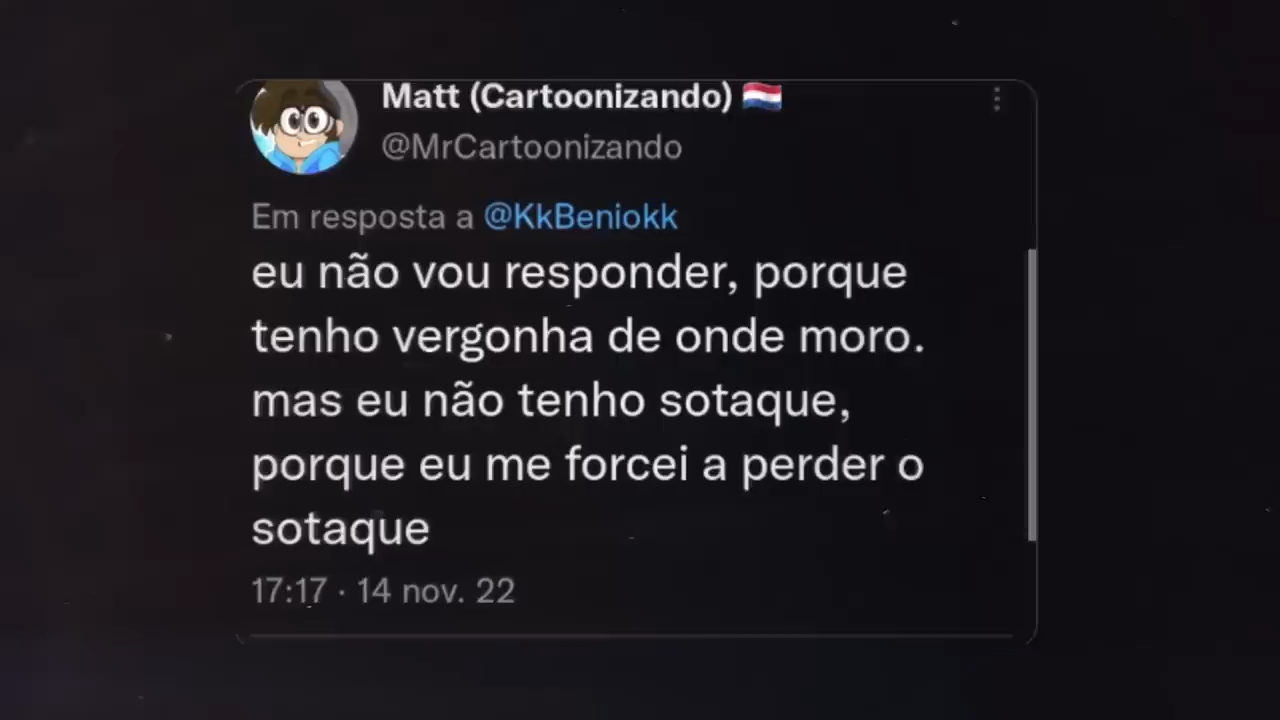 Matt (Cartoonizando) 🇳🇱
@MrCartoonizando
Em resposta a @KkBeniokk
eu não vou responder, porque
tenho vergonha de onde moro.
mas eu não tenho sotaque,
porque eu me forcei a perder o
sotaque
17:17 · 14 nov. 22